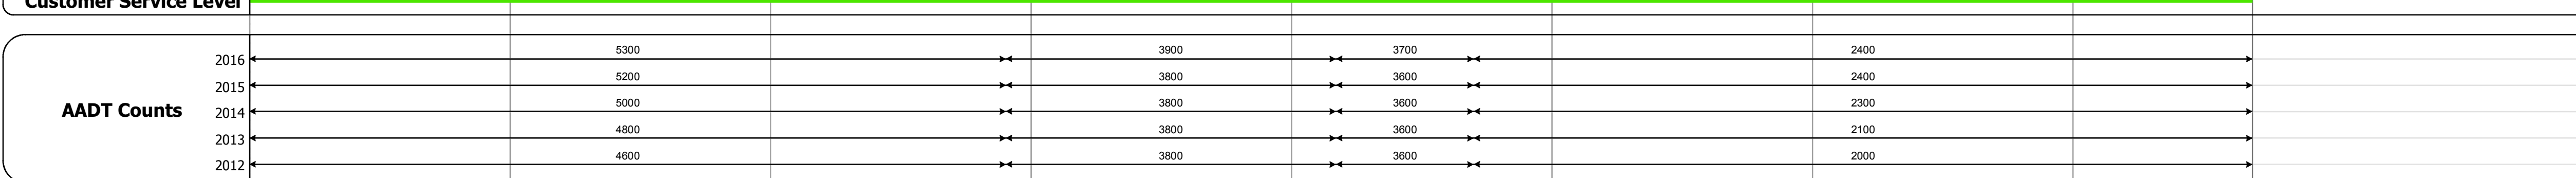 Customer Service Level
AADT Counts
2016 5300 3900 3700 2400
2015 5200 3800 3600 2400
2014 5000 3800 3600 2300
2013 4800 3800 3600 2100
2012 4600 3800 3600 2000